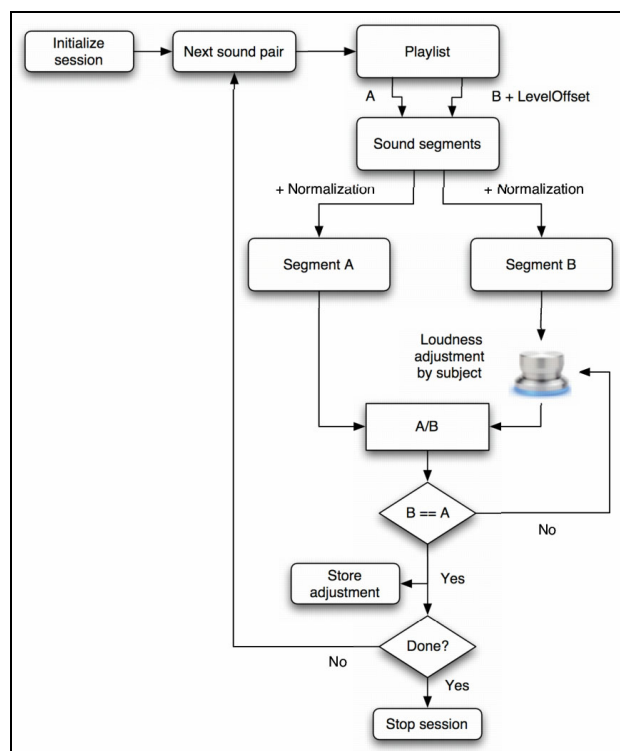 Initialize
session
Next sound pair
Playlist
A
B + LevelOffset
Sound segments
+ Normalization
+ Normalization
Segment A
Segment B
Loudness
adjustment
by subject
A/B
B == A
No
Yes
Store
adjustment
Done?
No
Yes
Stop session